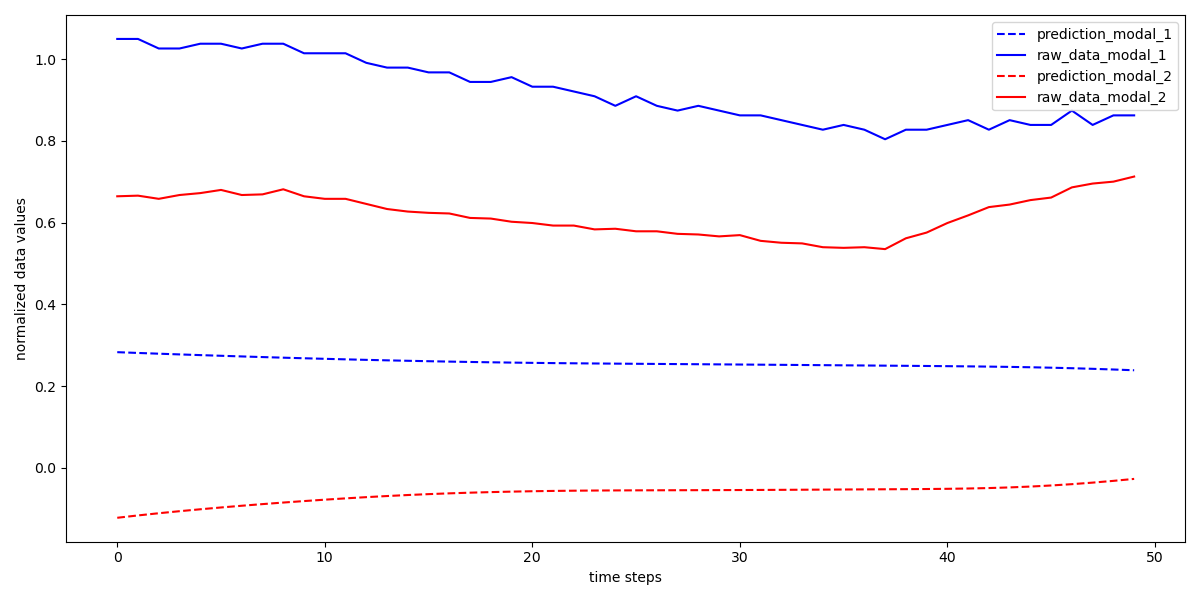 prediction_modal_1
raw_data_modal_1
prediction_modal_2
raw_data_modal_2
normalized data values
1.0
0.8
0.6
0.4
0.2
0.0
0 10 20 30 40 50
time steps